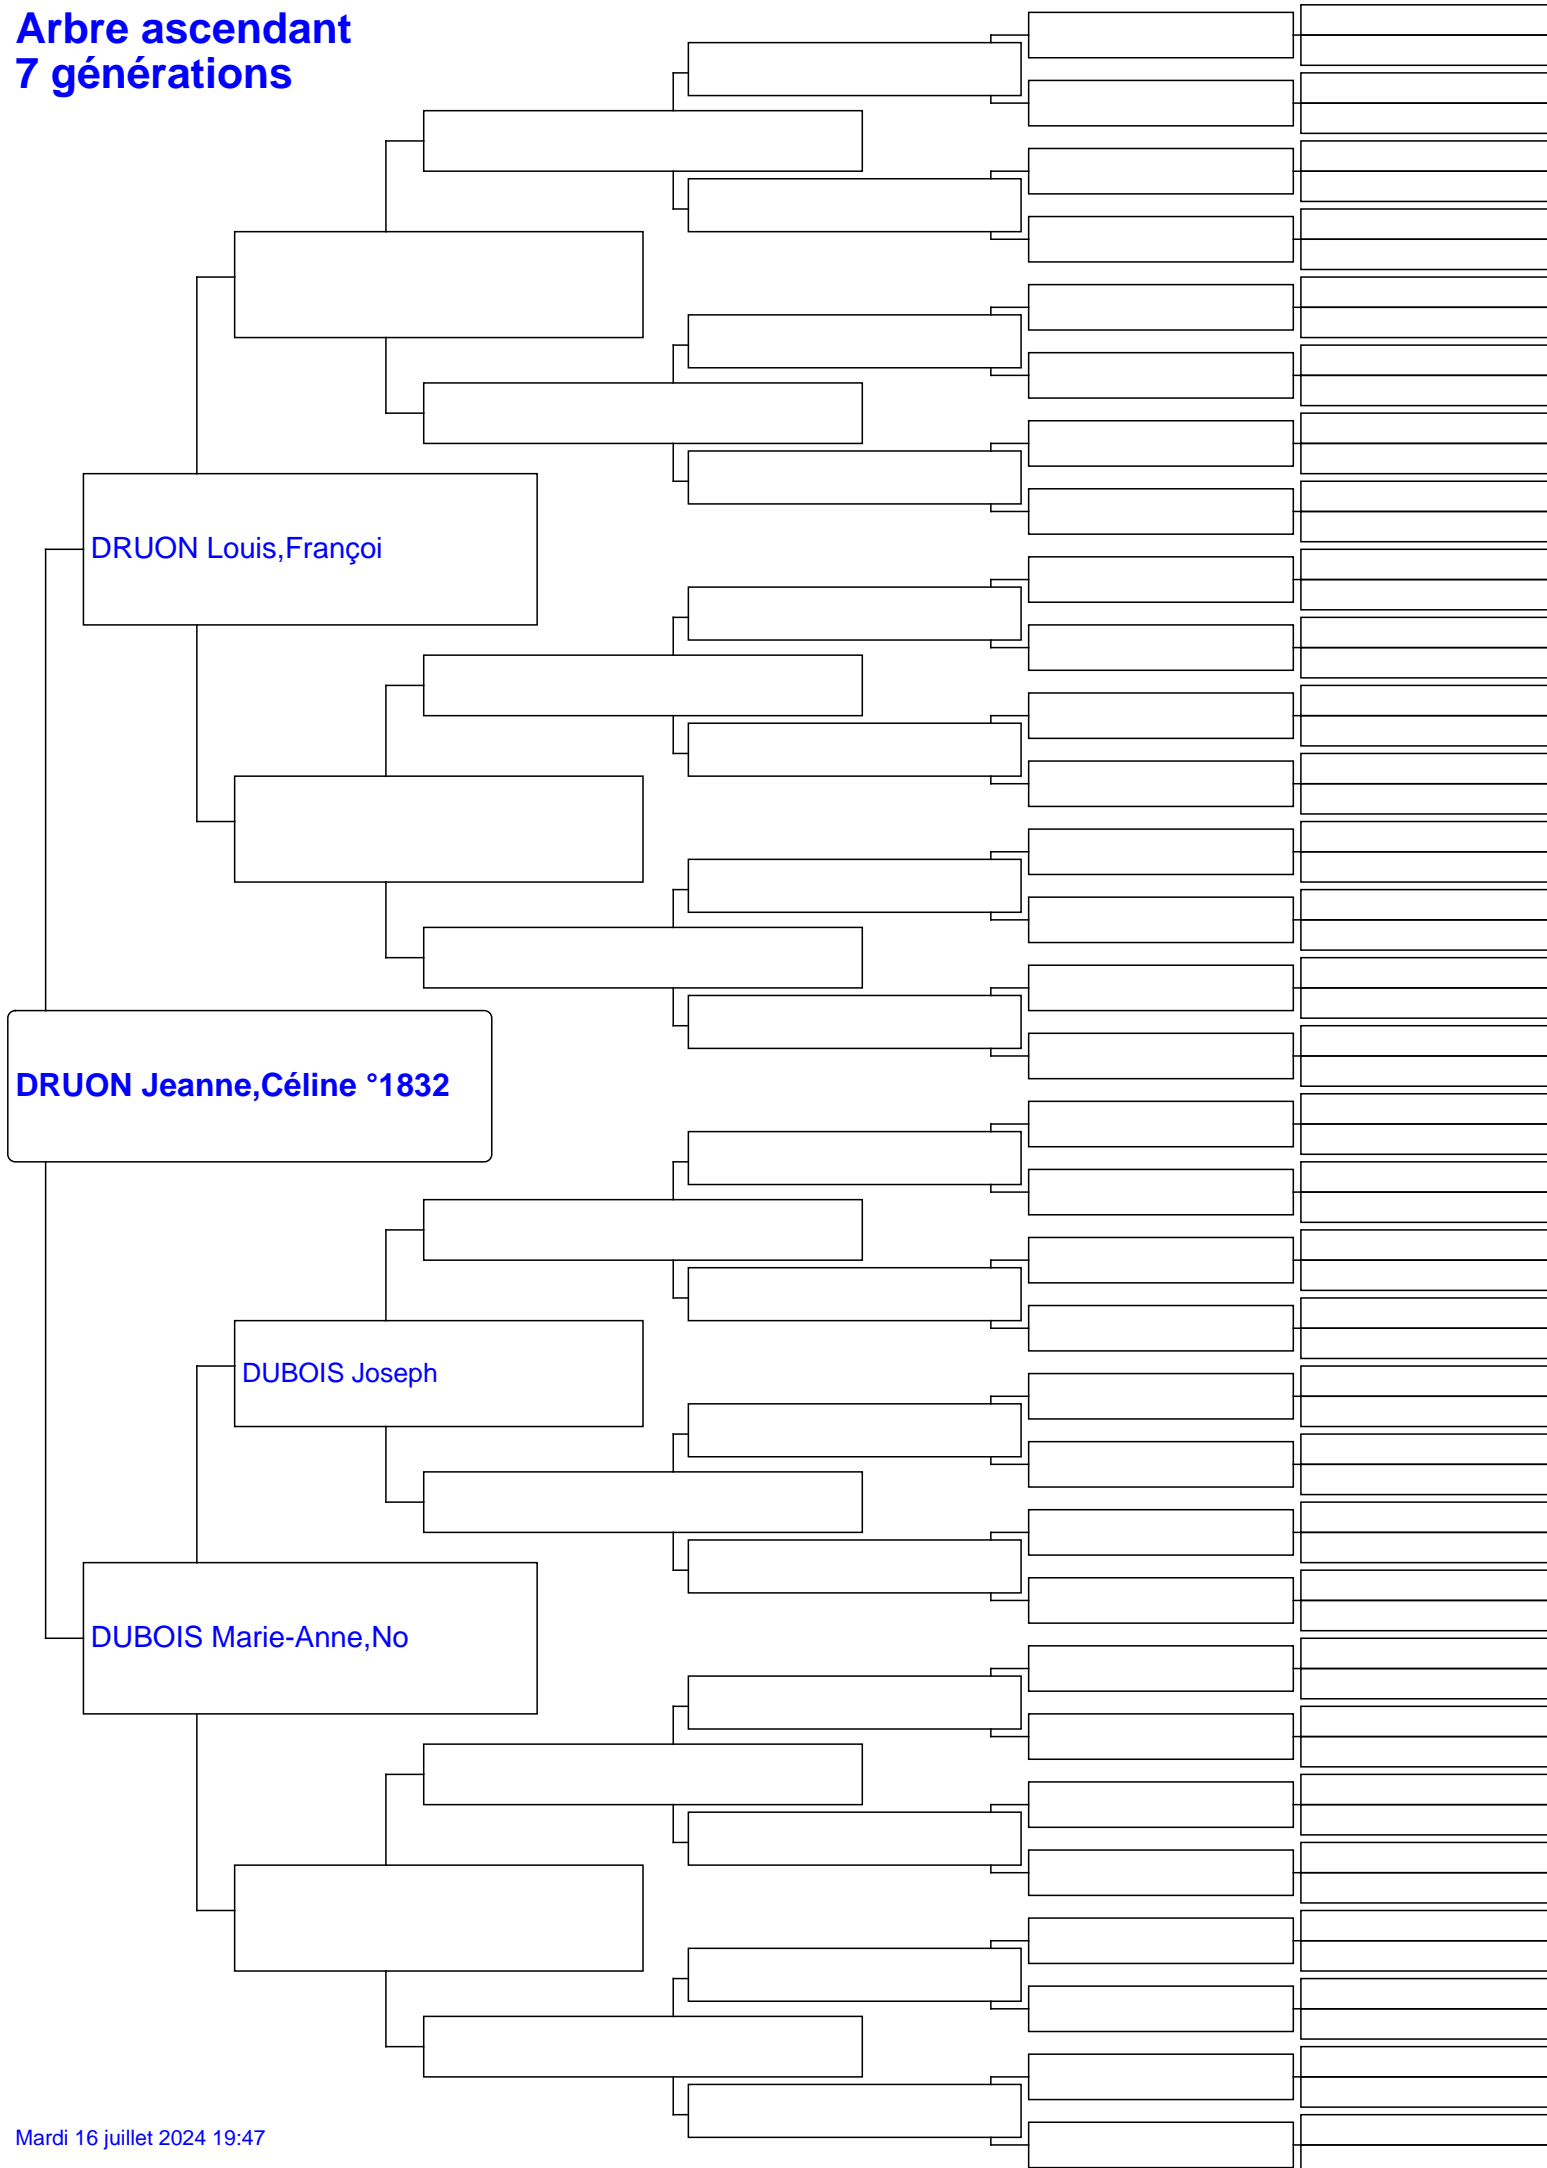 Arbre ascendant
7 générations
DRUON Louis,Françoi
DRUON Jeanne,Céline °1832
DUBOIS Joseph
DUBOIS Marie-Anne,No
Mardi 16 juillet 2024 19:47